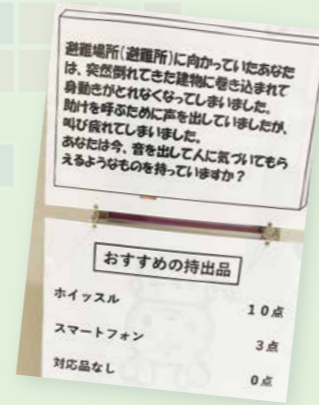 避難場所(避難所)に向かっていたあなた
は、突然倒れてきた建物に巻き込まれて
身動きがとれなくなってしまいました。
助けを呼ぶために声を出していましたが、
叫び疲れてしまいました。
あなたは今、音を出して人に気づいてもら
えるようなものを持っていますか？
おすすめの持出品
ホイッスル 10点
スマートフォン 3点
対応品なし 0点